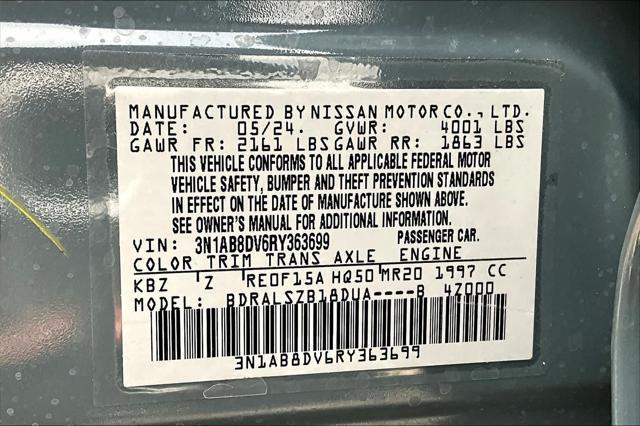 MANUFACTURED BY NISSAN MOTOR CO., LTD.
DATE: 05/24. GVWR: 4001 LBS
GAWR FR: 2161 LBS GAWR RR: 1863 LBS
THIS VEHICLE CONFORMS TO ALL APPLICABLE FEDERAL MOTOR
VEHICLE SAFETY, BUMPER AND THEFT PREVENTION STANDARDS
IN EFFECT ON THE DATE OF MANUFACTURE SHOWN ABOVE.
SEE OWNER'S MANUAL FOR ADDITIONAL INFORMATION.
VIN: 3N1AB8DV6RY363699 PASSENGER CAR.
COLOR TRIM TRANS AXLE ENGINE
KBZ Z RE0F15A HQ50 MR20 1997 CC
MODEL: BDRALSZB18DUA----B 4Z000
3N1AB8DV6RY363699